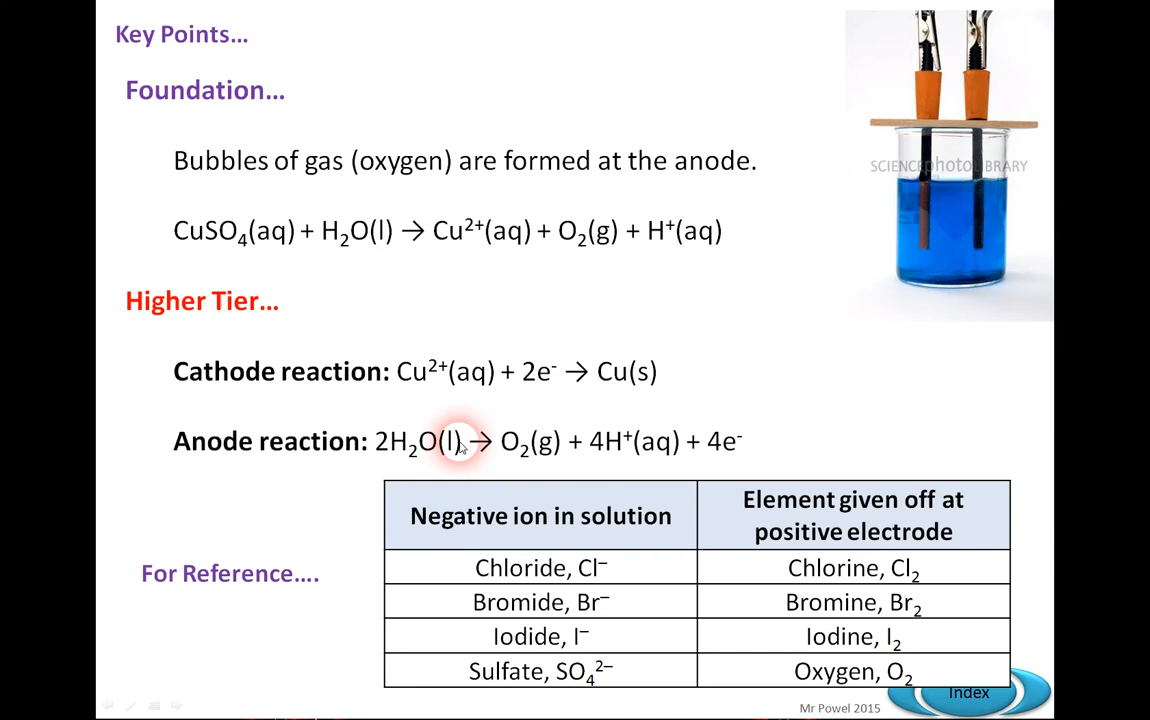 Key Points…
Foundation…
SCIENCEphotoLIBRARY
Bubbles of gas (oxygen) are formed at the anode.
CuSO₄(aq) + H₂O(l) → Cu²⁺(aq) + O₂(g) + H⁺(aq)
Higher Tier…
Cathode reaction: Cu²⁺(aq) + 2e⁻ → Cu(s)
Anode reaction: 2H₂O(l) → O₂(g) + 4H⁺(aq) + 4e⁻
Negative ion in solution
Element given off at
positive electrode
For Reference….
Chloride, Cl⁻
Chlorine, Cl₂
Bromide, Br⁻
Bromine, Br₂
Iodide, I⁻
Iodine, I₂
Sulfate, SO₄²⁻
Oxygen, O₂
Index
Mr Powel 2015